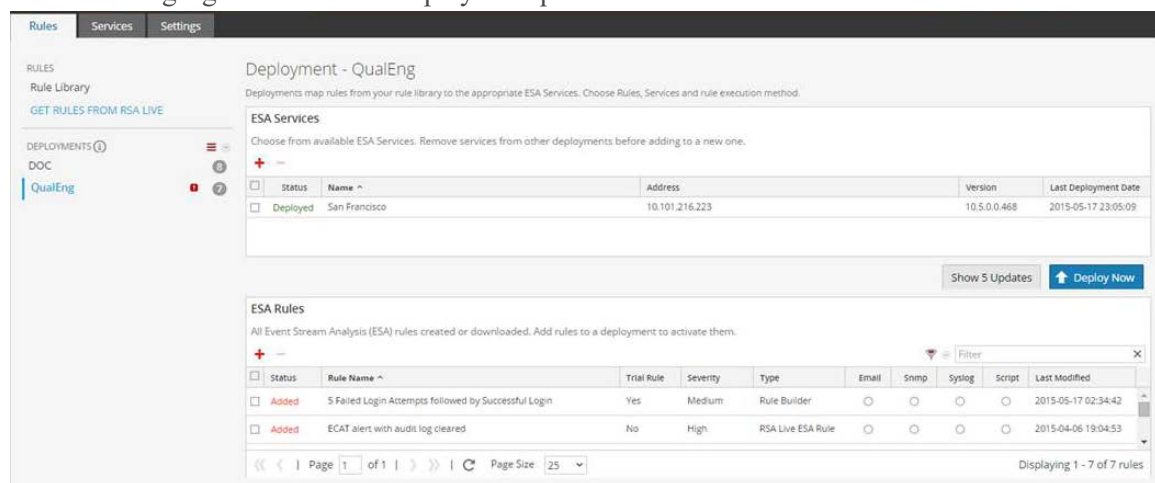 Rules Services Settings
RULES
Rule Library
GET RULES FROM RSA LIVE
DEPLOYMENTS
DOC 8
QualEng 7
Deployment - QualEng
Deployments map rules from your rule library to the appropriate ESA Services. Choose Rules, Services and rule execution method.
ESA Services
Choose from available ESA Services. Remove services from other deployments before adding to a new one.
Status Name Address Version Last Deployment Date
Deployed San Francisco 10.101.216.223 10.5.0.0.468 2015-05-17 23:05:09
Show 5 Updates Deploy Now
ESA Rules
All Event Stream Analysis (ESA) rules created or downloaded. Add rules to a deployment to activate them.
Filter X
Status Rule Name Trial Rule Severity Type Email Snmp Syslog Script Last Modified
Added 5 Failed Login Attempts followed by Successful Login Yes Medium Rule Builder 2015-05-17 02:34:42
Added ECAT alert with audit log cleared No High RSA Live ESA Rule 2015-04-06 19:04:53
Page 1 of 1 Page Size 25 Displaying 1 - 7 of 7 rules